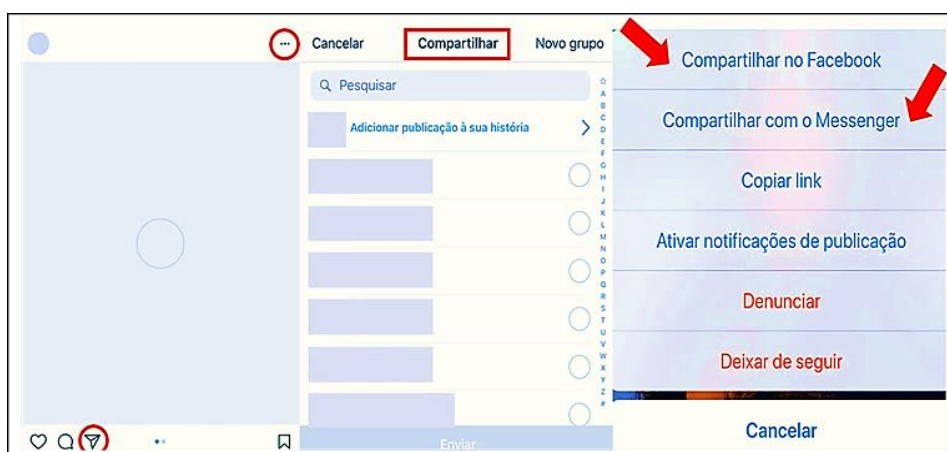 ...
Cancelar Compartilhar Novo grupo
Pesquisar
Adicionar publicação à sua história
A
B
C
D
E
F
G
H
I
J
K
L
M
N
O
P
Q
R
S
T
U
V
W
X
Y
Z
#
Enviar
Compartilhar no Facebook
Compartilhar com o Messenger
Copiar link
Ativar notificações de publicação
Denunciar
Deixar de seguir
Cancelar